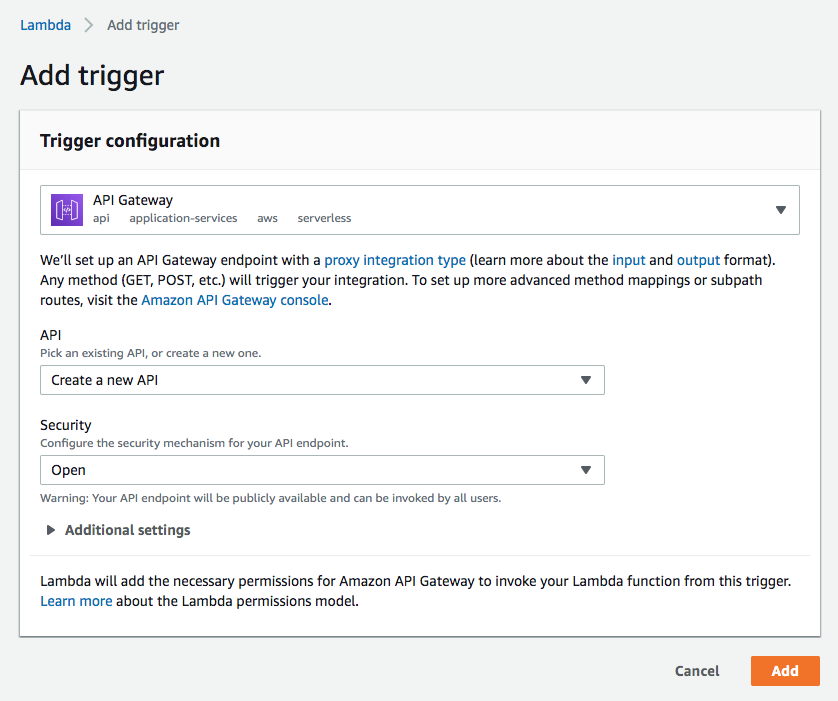 Lambda > Add trigger
Add trigger
Trigger configuration
API Gateway
api application-services aws serverless
We'll set up an API Gateway endpoint with a proxy integration type (learn more about the input and output format).
Any method (GET, POST, etc.) will trigger your integration. To set up more advanced method mappings or subpath
routes, visit the Amazon API Gateway console.
API
Pick an existing API, or create a new one.
Create a new API
Security
Configure the security mechanism for your API endpoint.
Open
Warning: Your API endpoint will be publicly available and can be invoked by all users.
Additional settings
Lambda will add the necessary permissions for Amazon API Gateway to invoke your Lambda function from this trigger.
Learn more about the Lambda permissions model.
Cancel Add